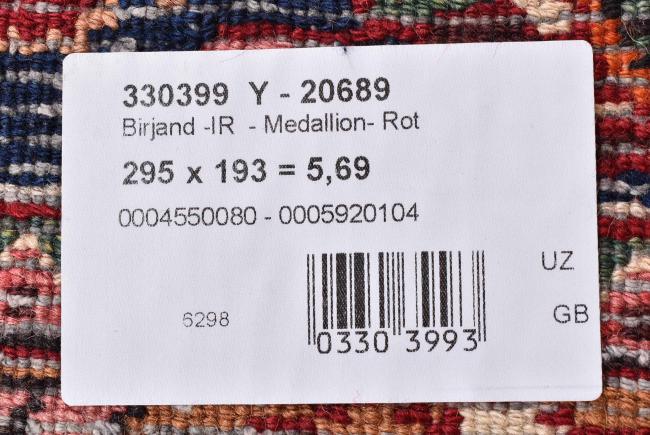 330399 Y - 20689
Birjand -IR - Medallion- Rot
295 x 193 = 5,69
0004550080 - 0005920104
UZ
6298
GB
0330 3993